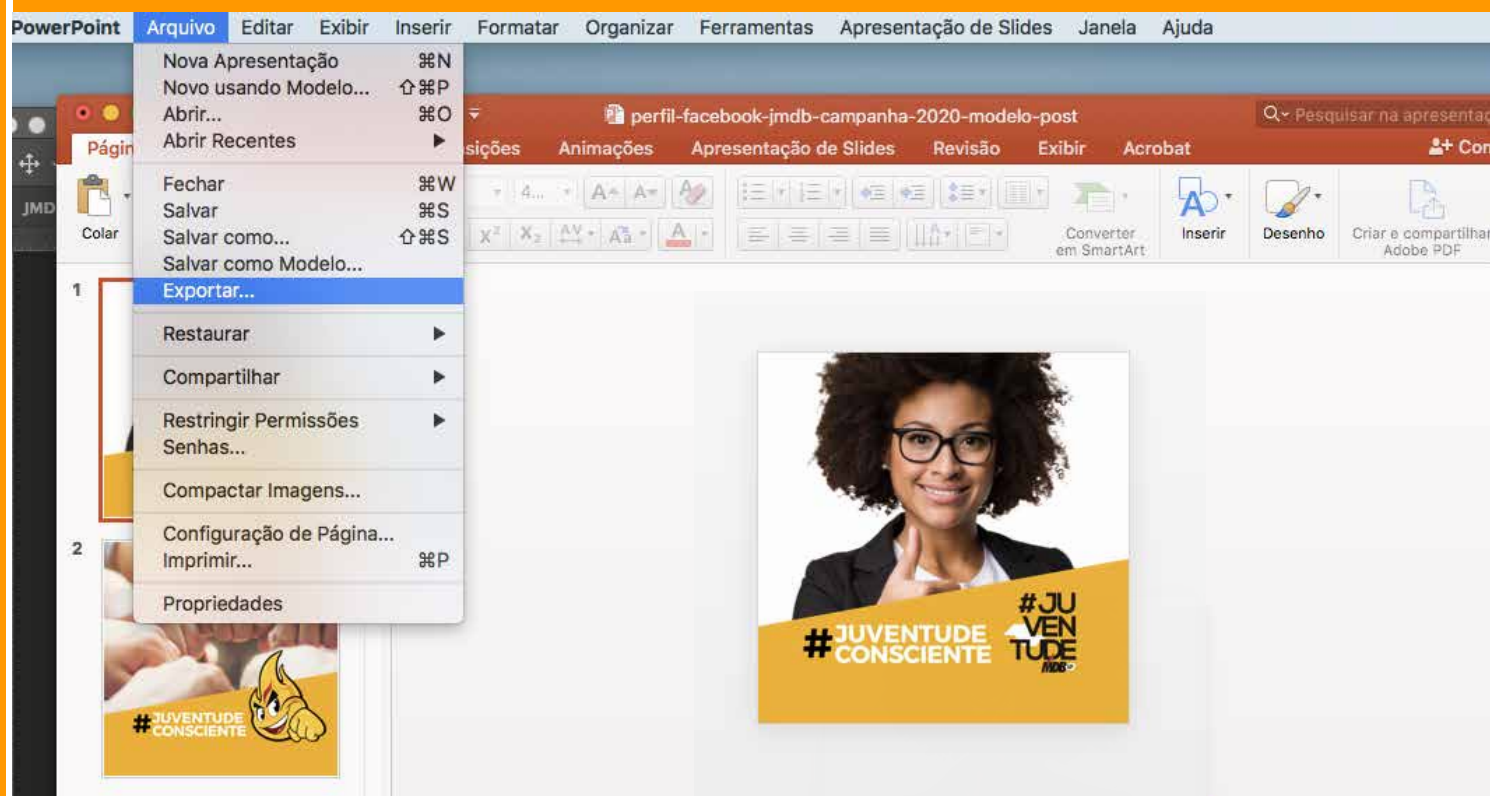 PowerPoint Arquivo Editar Exibir Inserir Formatar Organizar Ferramentas Apresentação de Slides Janela Ajuda
Nova Apresentação ⌘N
Novo usando Modelo... ⇧⌘P
Abrir... ⌘O
Abrir Recentes
Fechar ⌘W
Salvar ⌘S
Salvar como... ⇧⌘S
Salvar como Modelo...
Exportar...
Restaurar
Compartilhar
Restringir Permissões
Senhas...
Compactar Imagens...
Configuração de Página...
Imprimir... ⌘P
Propriedades
perfil-facebook-jmdb-campanha-2020-modelo-post
Pesquisar na apresentaç
Págin
sições Animações Apresentação de Slides Revisão Exibir Acrobat
Com
JMD
4...
Colar
Converter
em SmartArt
Inserir
Desenho
Criar e compartilhar
Adobe PDF
1
2
#JUVENTUDE
CONSCIENTE
#JUVENTUDE
CONSCIENTE
#JU
VEN
TUDE
MDB